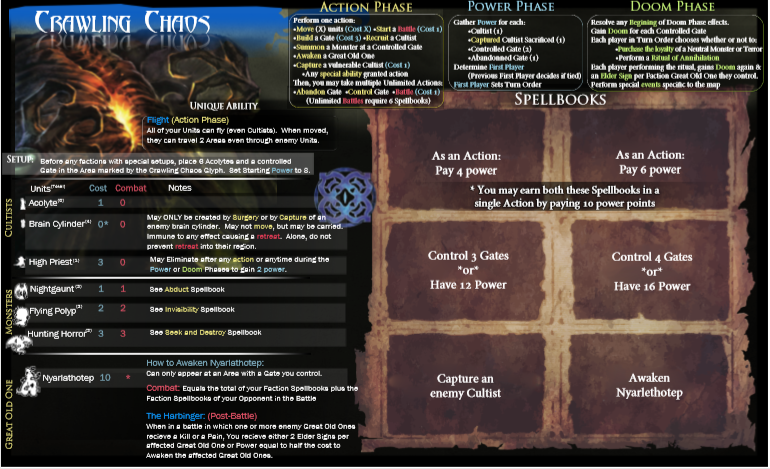 CRAWLING CHAOS
ACTION PHASE
Perform one action:
•Move (X) units (Cost X) •Start a Battle (Cost 1)
•Build a Gate (Cost 3) •Recruit a Cultist
•Summon a Monster at a Controlled Gate
•Awaken a Great Old One
•Capture a vulnerable Cultist (Cost 1)
•Any special ability granted action
Then, you may take multiple Unlimited Actions:
•Abandon Gate •Control Gate •Battle (Cost 1)
(Unlimited Battles require 6 Spellbooks)
POWER PHASE
Gather Power for each:
•Cultist (1)
•Captured Cultist Sacrificed (1)
•Controlled Gate (2)
•Abandonned Gate (1)
Determine First Player
(Previous First Player decides if tied)
First Player Sets Turn Order
DOOM PHASE
Resolve any Begining of Doom Phase effects.
Gain Doom for each Controlled Gate
Each player in Turn Order chooses whether or not to:
•Purchase the loyalty of a Neutral Monster or Terror
•Perform a Ritual of Annihilation
Each player performing the ritual, gains Doom again &
an Elder Sign per Faction Great Old One they control.
Perform special events specific to the map
UNIQUE ABILITY
Flight (Action Phase)
All of your Units can fly (even Cultists). When moved,
they can travel 2 Areas even through enemy Units.
SETUP: Before any factions with special setups, place 6 Acolytes and a controlled
Gate in the Area marked by the Crawling Chaos Glyph. Set Starting Power to 8.
Units(Total) Cost Combat Notes
CULTISTS
Acolyte(6) 1 0
Brain Cylinder(4) 0* 0 May ONLY be created by Surgery or by Capture of an
enemy brain cylinder. May not move, but may be carried.
Immune to any effect causing a retreat. Alone, do not
prevent retreat into their region.
High Priest(1) 3 0 May Eliminate after any action or anytime during the
Power or Doom Phases to gain 2 power.
MONSTERS
Nightgaunt(3) 1 1 See Abduct Spellbook
Flying Polyp(3) 2 2 See Invisibility Spellbook
Hunting Horror(2) 3 3 See Seek and Destroy Spellbook
GREAT OLD ONE
Nyarlathotep 10 *
How to Awaken Nyarlathotep:
Can only appear at an Area with a Gate you control.
Combat: Equals the total of your Faction Spellbooks plus the
Faction Spellbooks of your Opponent in the Battle
The Harbinger: (Post-Battle)
When in a battle in which one or more enemy Great Old Ones
recieve a Kill or a Pain, You recieve either 2 Elder Signs per
affected Great Old One or Power equal to half the cost to
Awaken the affected Great Old Ones.
SPELLBOOKS
As an Action:
Pay 4 power
As an Action:
Pay 6 power
* You may earn both these Spellbooks in a
single Action by paying 10 power points
Control 3 Gates
*or*
Have 12 Power
Control 4 Gates
*or*
Have 16 Power
Capture an
enemy Cultist
Awaken
Nyarlethotep